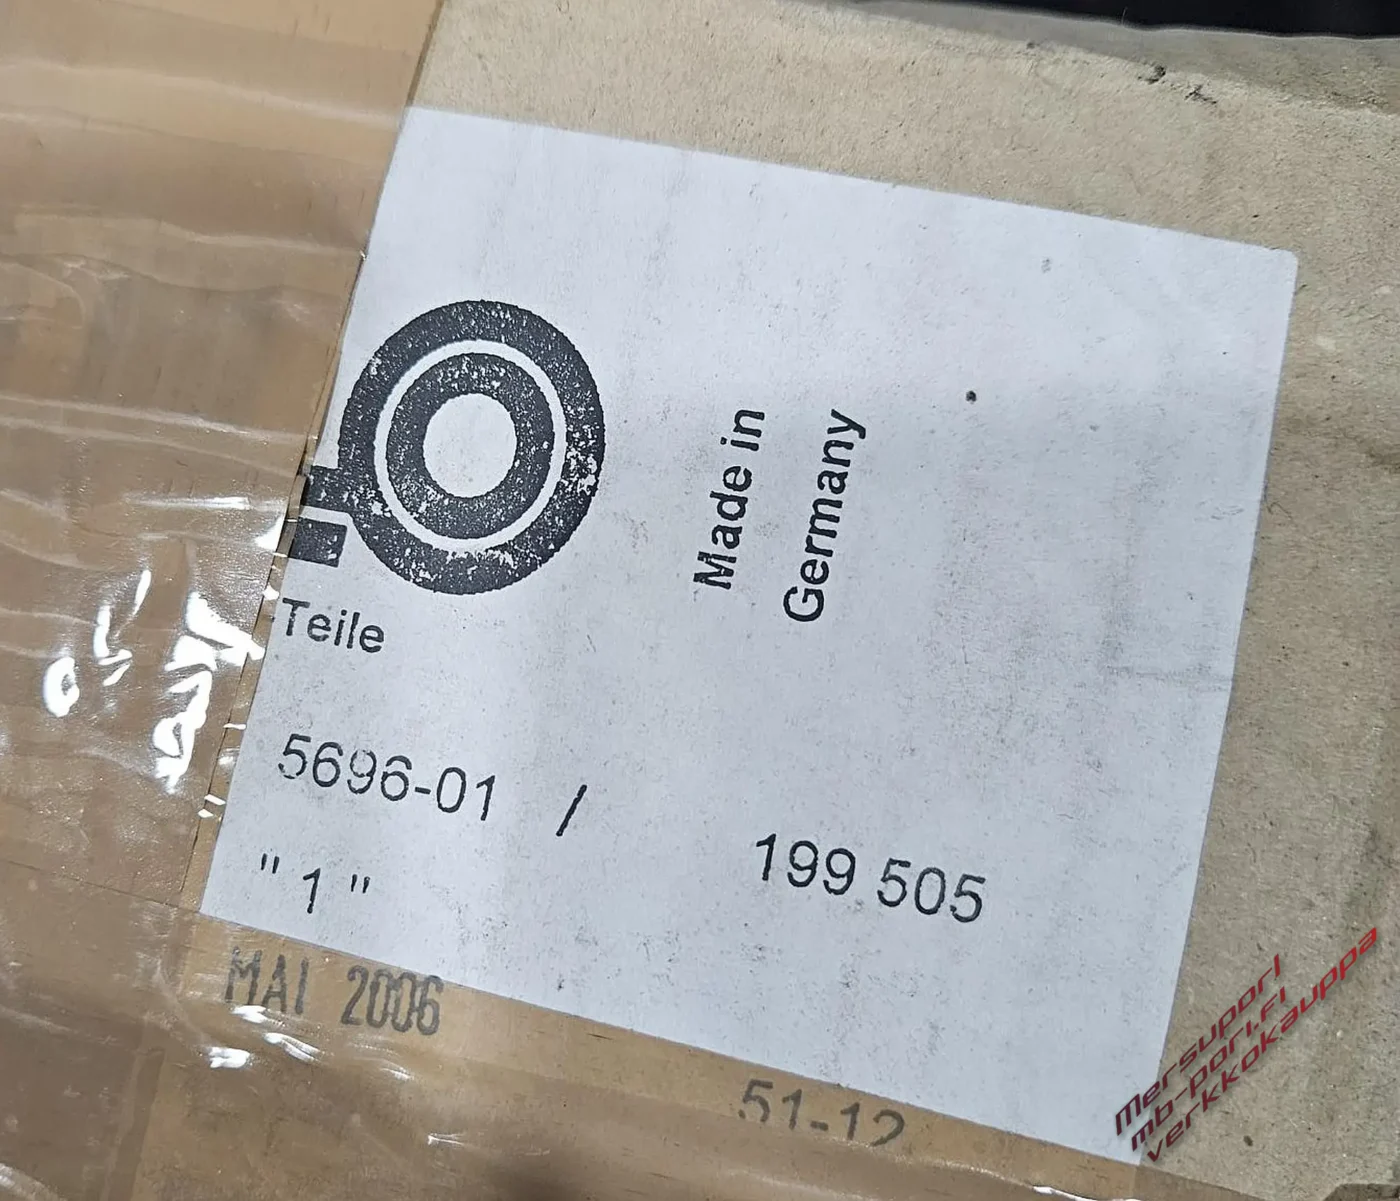 Made in
Germany
Teile
5696-01 / 199 505
" 1 "
MAI 2006
51-12
Mersupori
mb-pori.fi
verkkokauppa